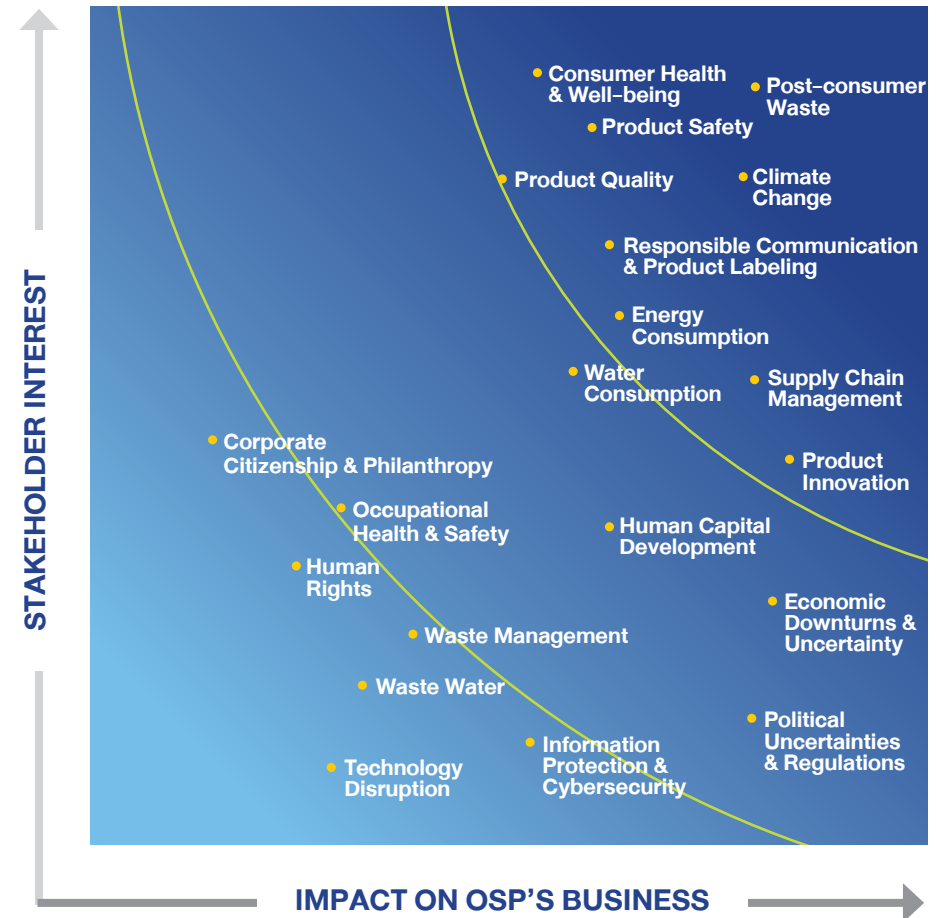 STAKEHOLDER INTEREST
Consumer Health
& Well-being
Post-consumer
Waste
Product Safety
Product Quality
Climate
Change
Responsible Communication
& Product Labeling
Energy
Consumption
Water
Consumption
Supply Chain
Management
Corporate
Citizenship & Philanthropy
Product
Innovation
Occupational
Health & Safety
Human Capital
Development
Human
Rights
Economic
Downturns &
Uncertainty
Waste Management
Waste Water
Political
Uncertainties
& Regulations
Information
Protection &
Cybersecurity
Technology
Disruption
IMPACT ON OSP'S BUSINESS